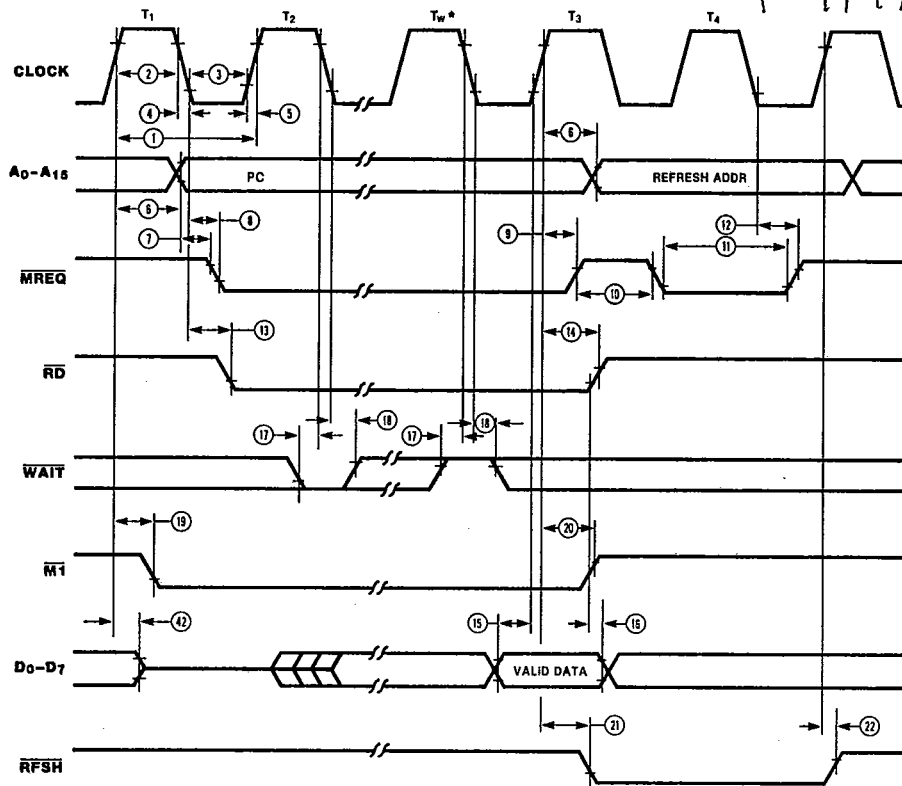 T1 T2 Tw* T3 T4
CLOCK
2 3
4 5
1 6
A0–A15 PC REFRESH ADDR
6 8 12
7 9 11
MREQ
10
13 14
RD
17 18 17 18
WAIT
19 20
M1
42 15 16
D0–D7 VALID DATA
21 22
RFSH